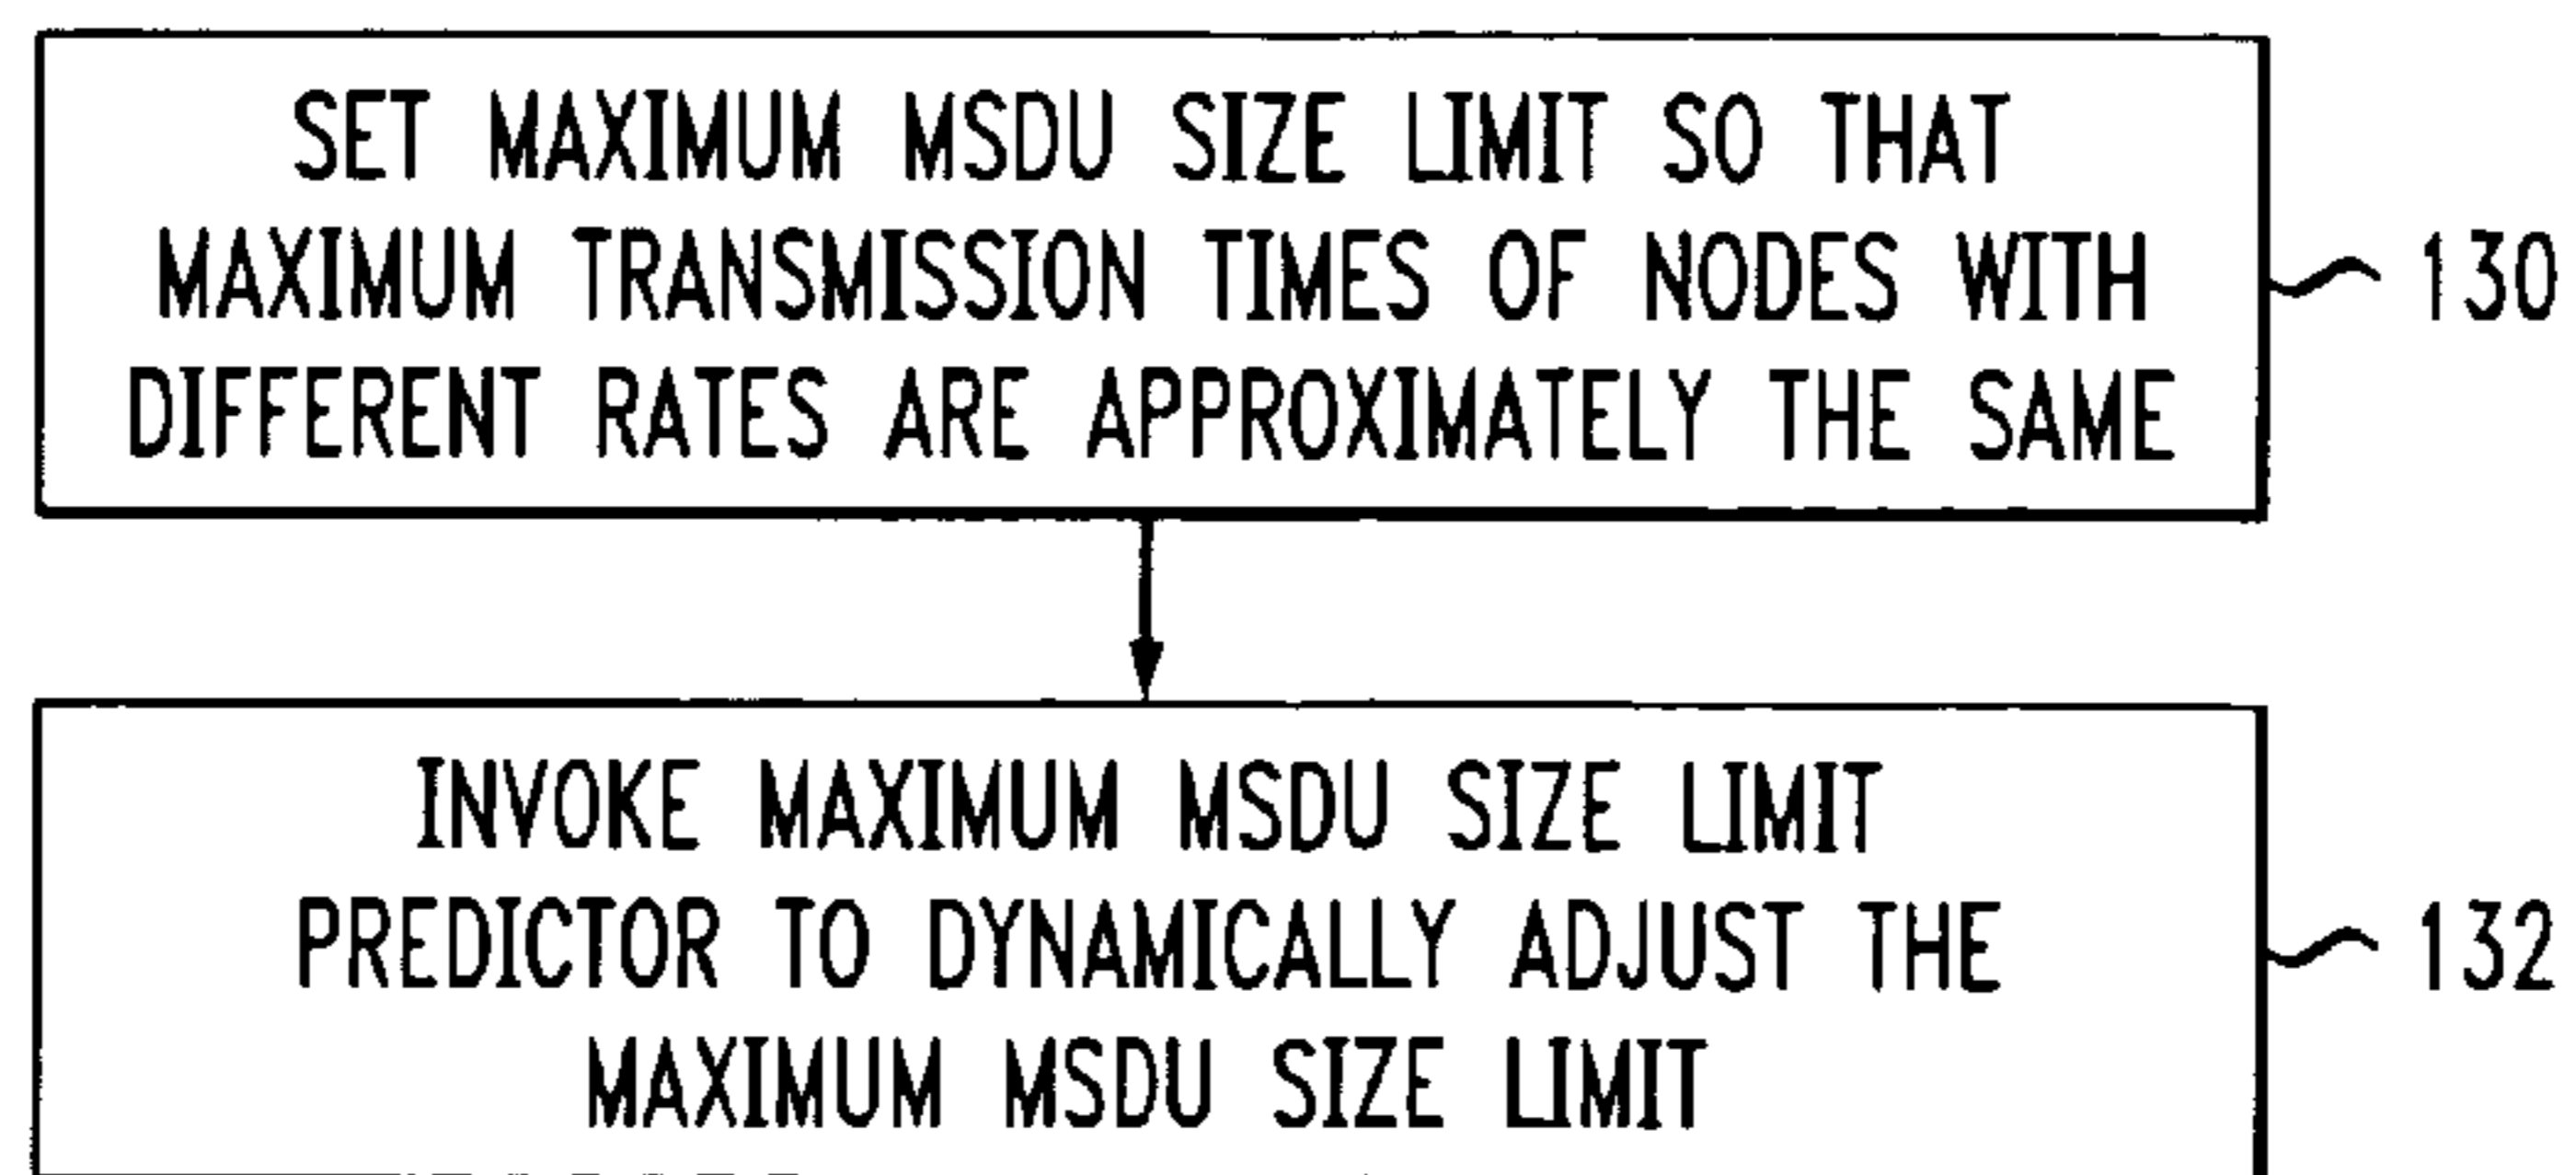 SET MAXIMUM MSDU SIZE LIMIT SO THAT
MAXIMUM TRANSMISSION TIMES OF NODES WITH
DIFFERENT RATES ARE APPROXIMATELY THE SAME
130
INVOKE MAXIMUM MSDU SIZE LIMIT
PREDICTOR TO DYNAMICALLY ADJUST THE
MAXIMUM MSDU SIZE LIMIT
132